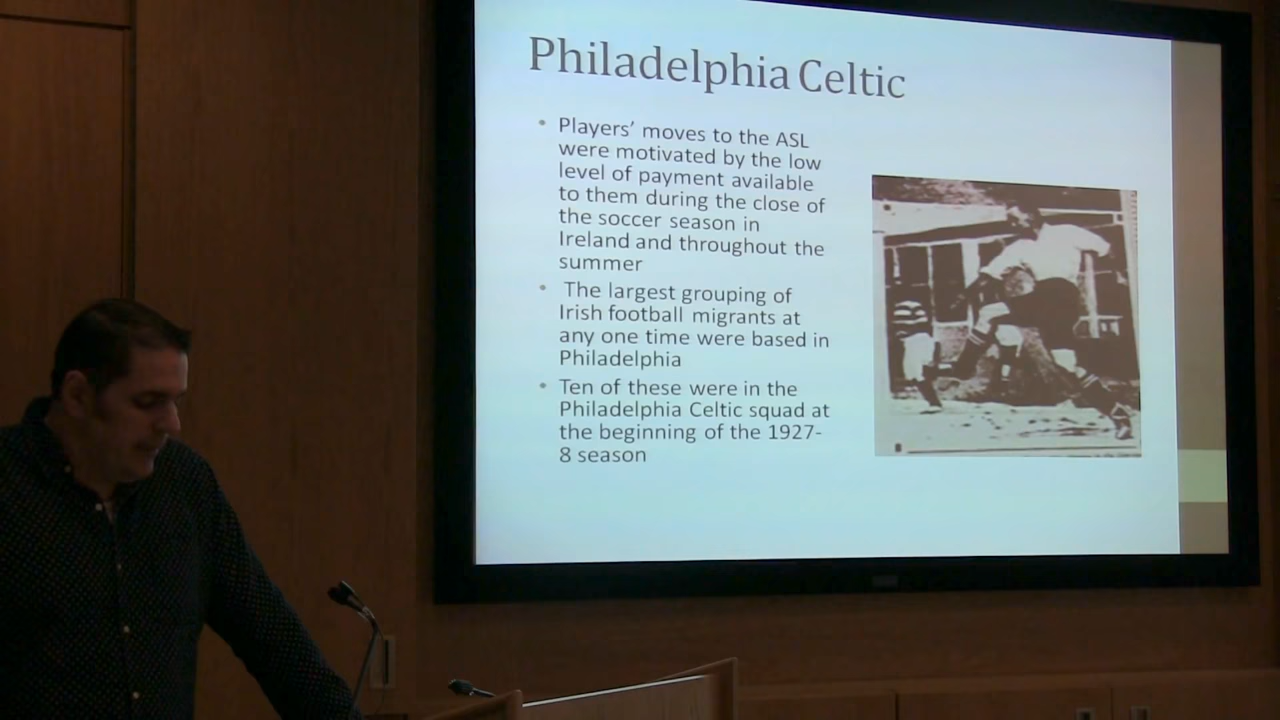 Philadelphia Celtic
• Players’ moves to the ASL
were motivated by the low
level of payment available
to them during the close of
the soccer season in
Ireland and throughout the
summer
• The largest grouping of
Irish football migrants at
any one time were based in
Philadelphia
• Ten of these were in the
Philadelphia Celtic squad at
the beginning of the 1927-
8 season